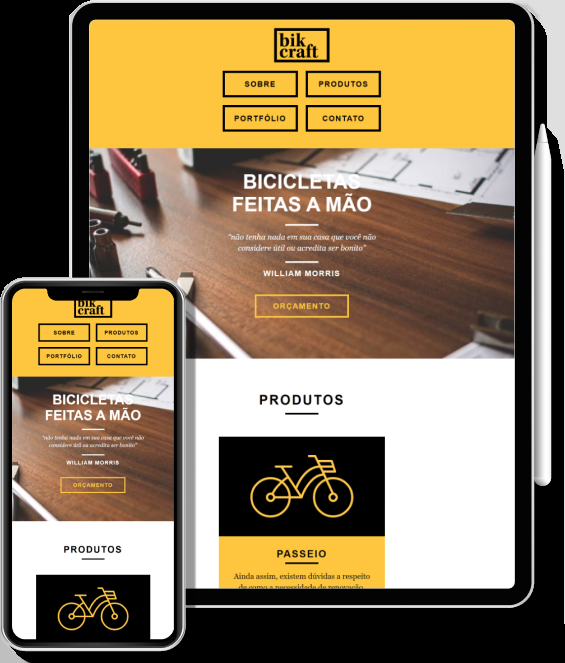 bik
craft
SOBRE
PRODUTOS
PORTFÓLIO
CONTATO
BICICLETAS
FEITAS A MÃO
“não tenha nada em sua casa que você não
considere útil ou acredita ser bonito”
WILLIAM MORRIS
ORÇAMENTO
PRODUTOS
PASSEIO
Ainda assim, existem dúvidas a respeito
de como a necessidade de renovação
bik
craft
SOBRE
PRODUTOS
PORTFÓLIO
CONTATO
BICICLETAS
FEITAS A MÃO
“não tenha nada em sua casa que você não
considere útil ou acredita ser bonito”
WILLIAM MORRIS
ORÇAMENTO
PRODUTOS